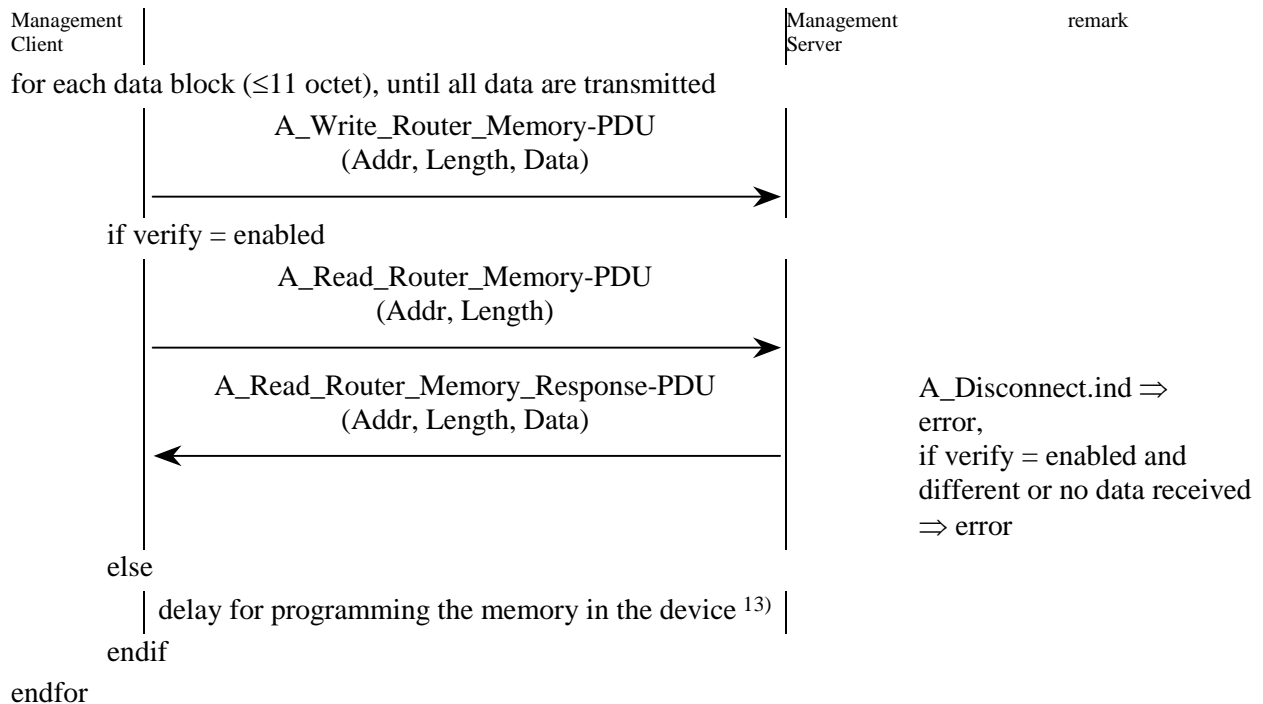 Management Client
Management Server
remark
for each data block (≤11 octet), until all data are transmitted
A_Write_Router_Memory-PDU
(Addr, Length, Data)
if verify = enabled
A_Read_Router_Memory-PDU
(Addr, Length)
A_Read_Router_Memory_Response-PDU
(Addr, Length, Data)
A_Disconnect.ind ⇒
error,
if verify = enabled and
different or no data received
⇒ error
else
delay for programming the memory in the device 13)
endif
endfor